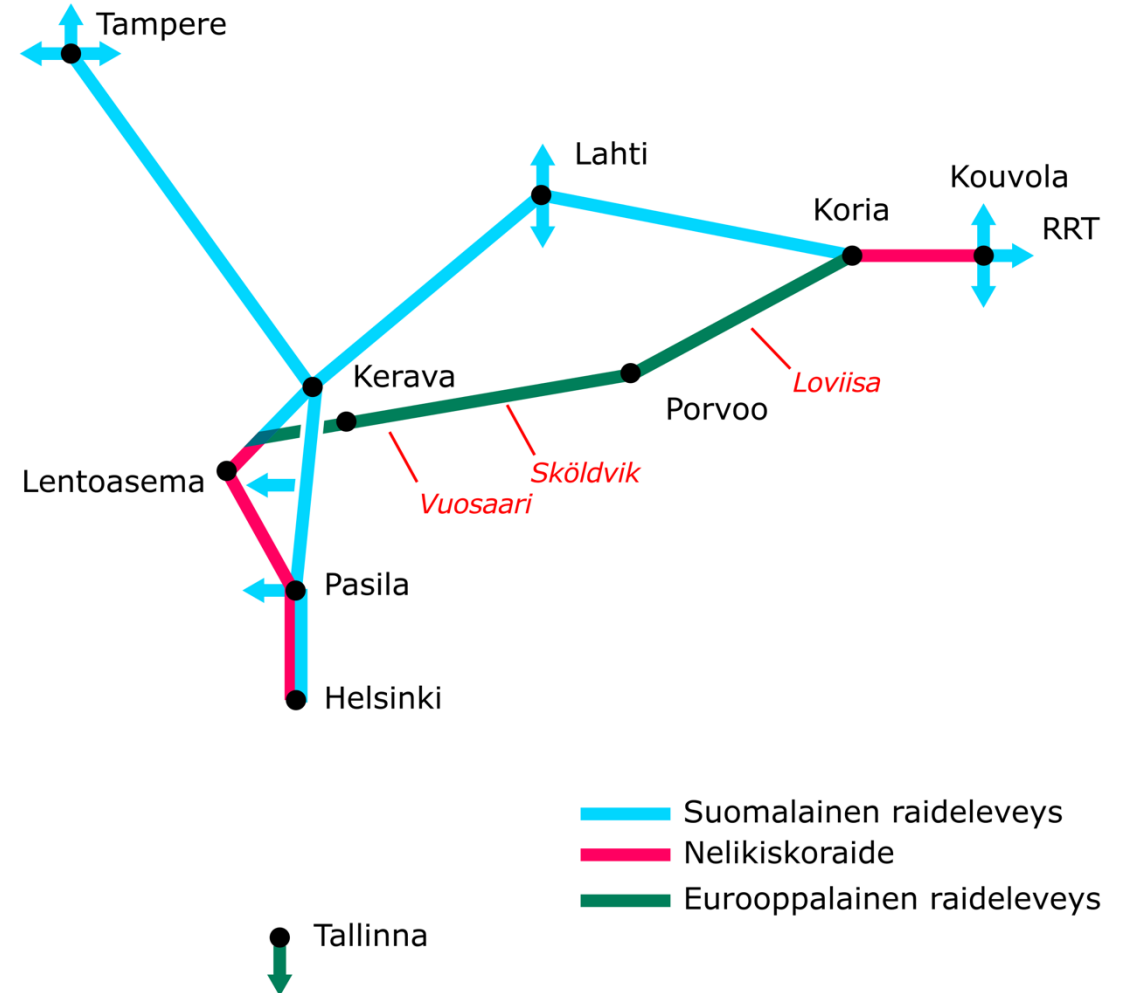 Tampere
Lahti
Kouvola
Koria
RRT
Kerava
Loviisa
Porvoo
Lentoasema
Sköldvik
Vuosaari
Pasila
Helsinki
Suomalainen raideleveys
Nelikiskoraide
Eurooppalainen raideleveys
Tallinna